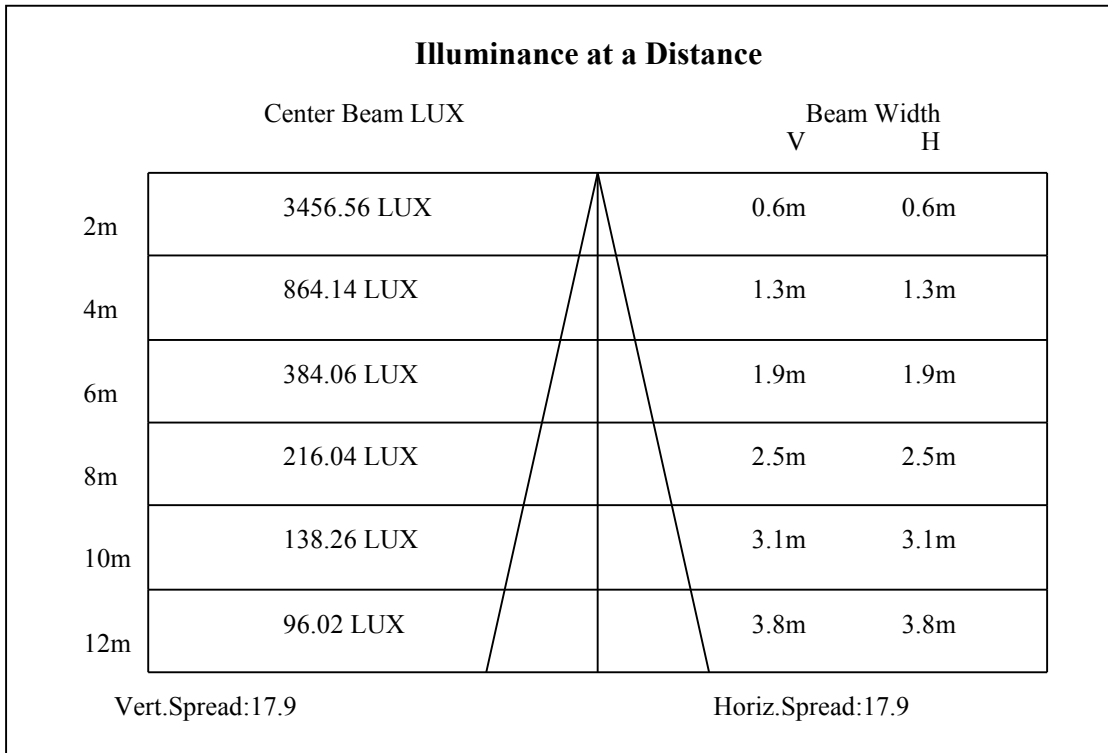 Illuminance at a Distance
Center Beam LUX Beam Width
V H
2m 3456.56 LUX 0.6m 0.6m
4m 864.14 LUX 1.3m 1.3m
6m 384.06 LUX 1.9m 1.9m
8m 216.04 LUX 2.5m 2.5m
10m 138.26 LUX 3.1m 3.1m
12m 96.02 LUX 3.8m 3.8m
Vert.Spread:17.9 Horiz.Spread:17.9